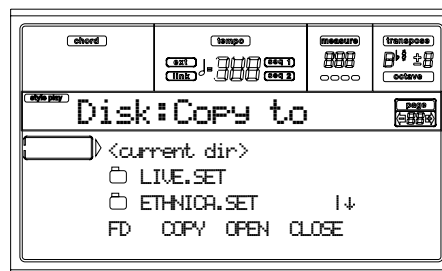 chord tempo measure transpose
ext seq 1
link seq 2
octave
style play Disk:Copy to page
<current dir>
LIVE.SET
ETHNICA.SET
FD COPY OPEN CLOSE